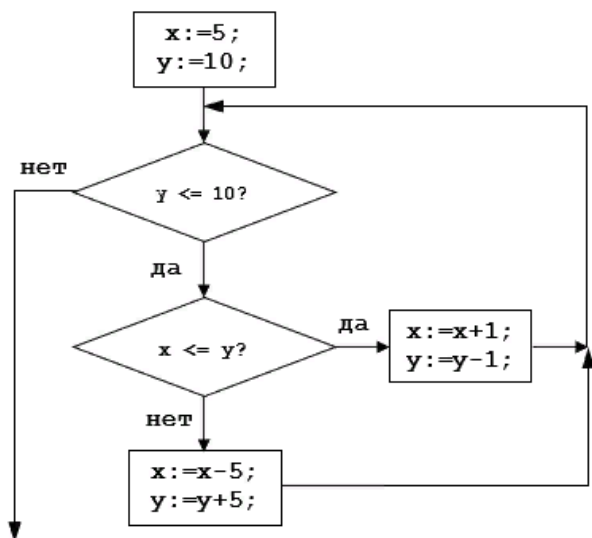 x:=5;
y:=10;
нет
y <= 10?
да
x <= y?
да
x:=x+1;
y:=y-1;
нет
x:=x-5;
y:=y+5;